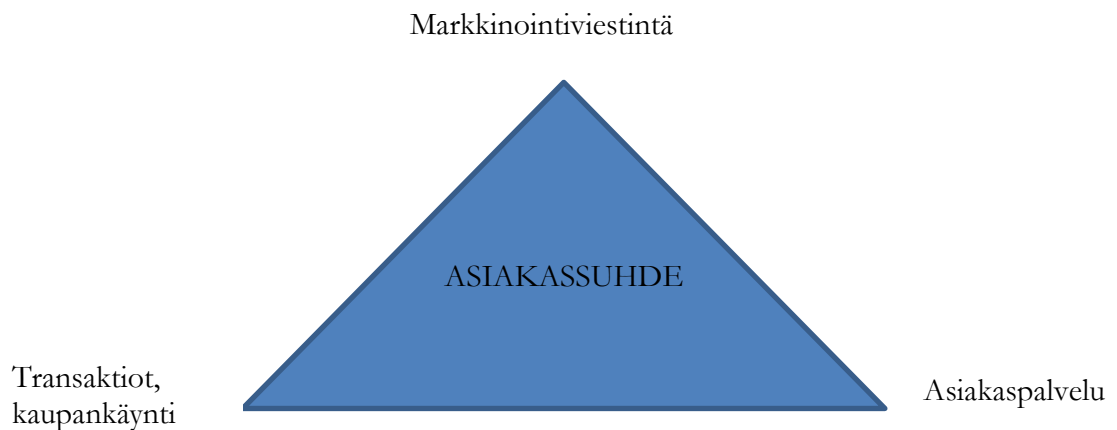 Markkinointiviestintä
ASIAKASSUHDE
Transaktiot,
kaupankäynti
Asiakaspalvelu